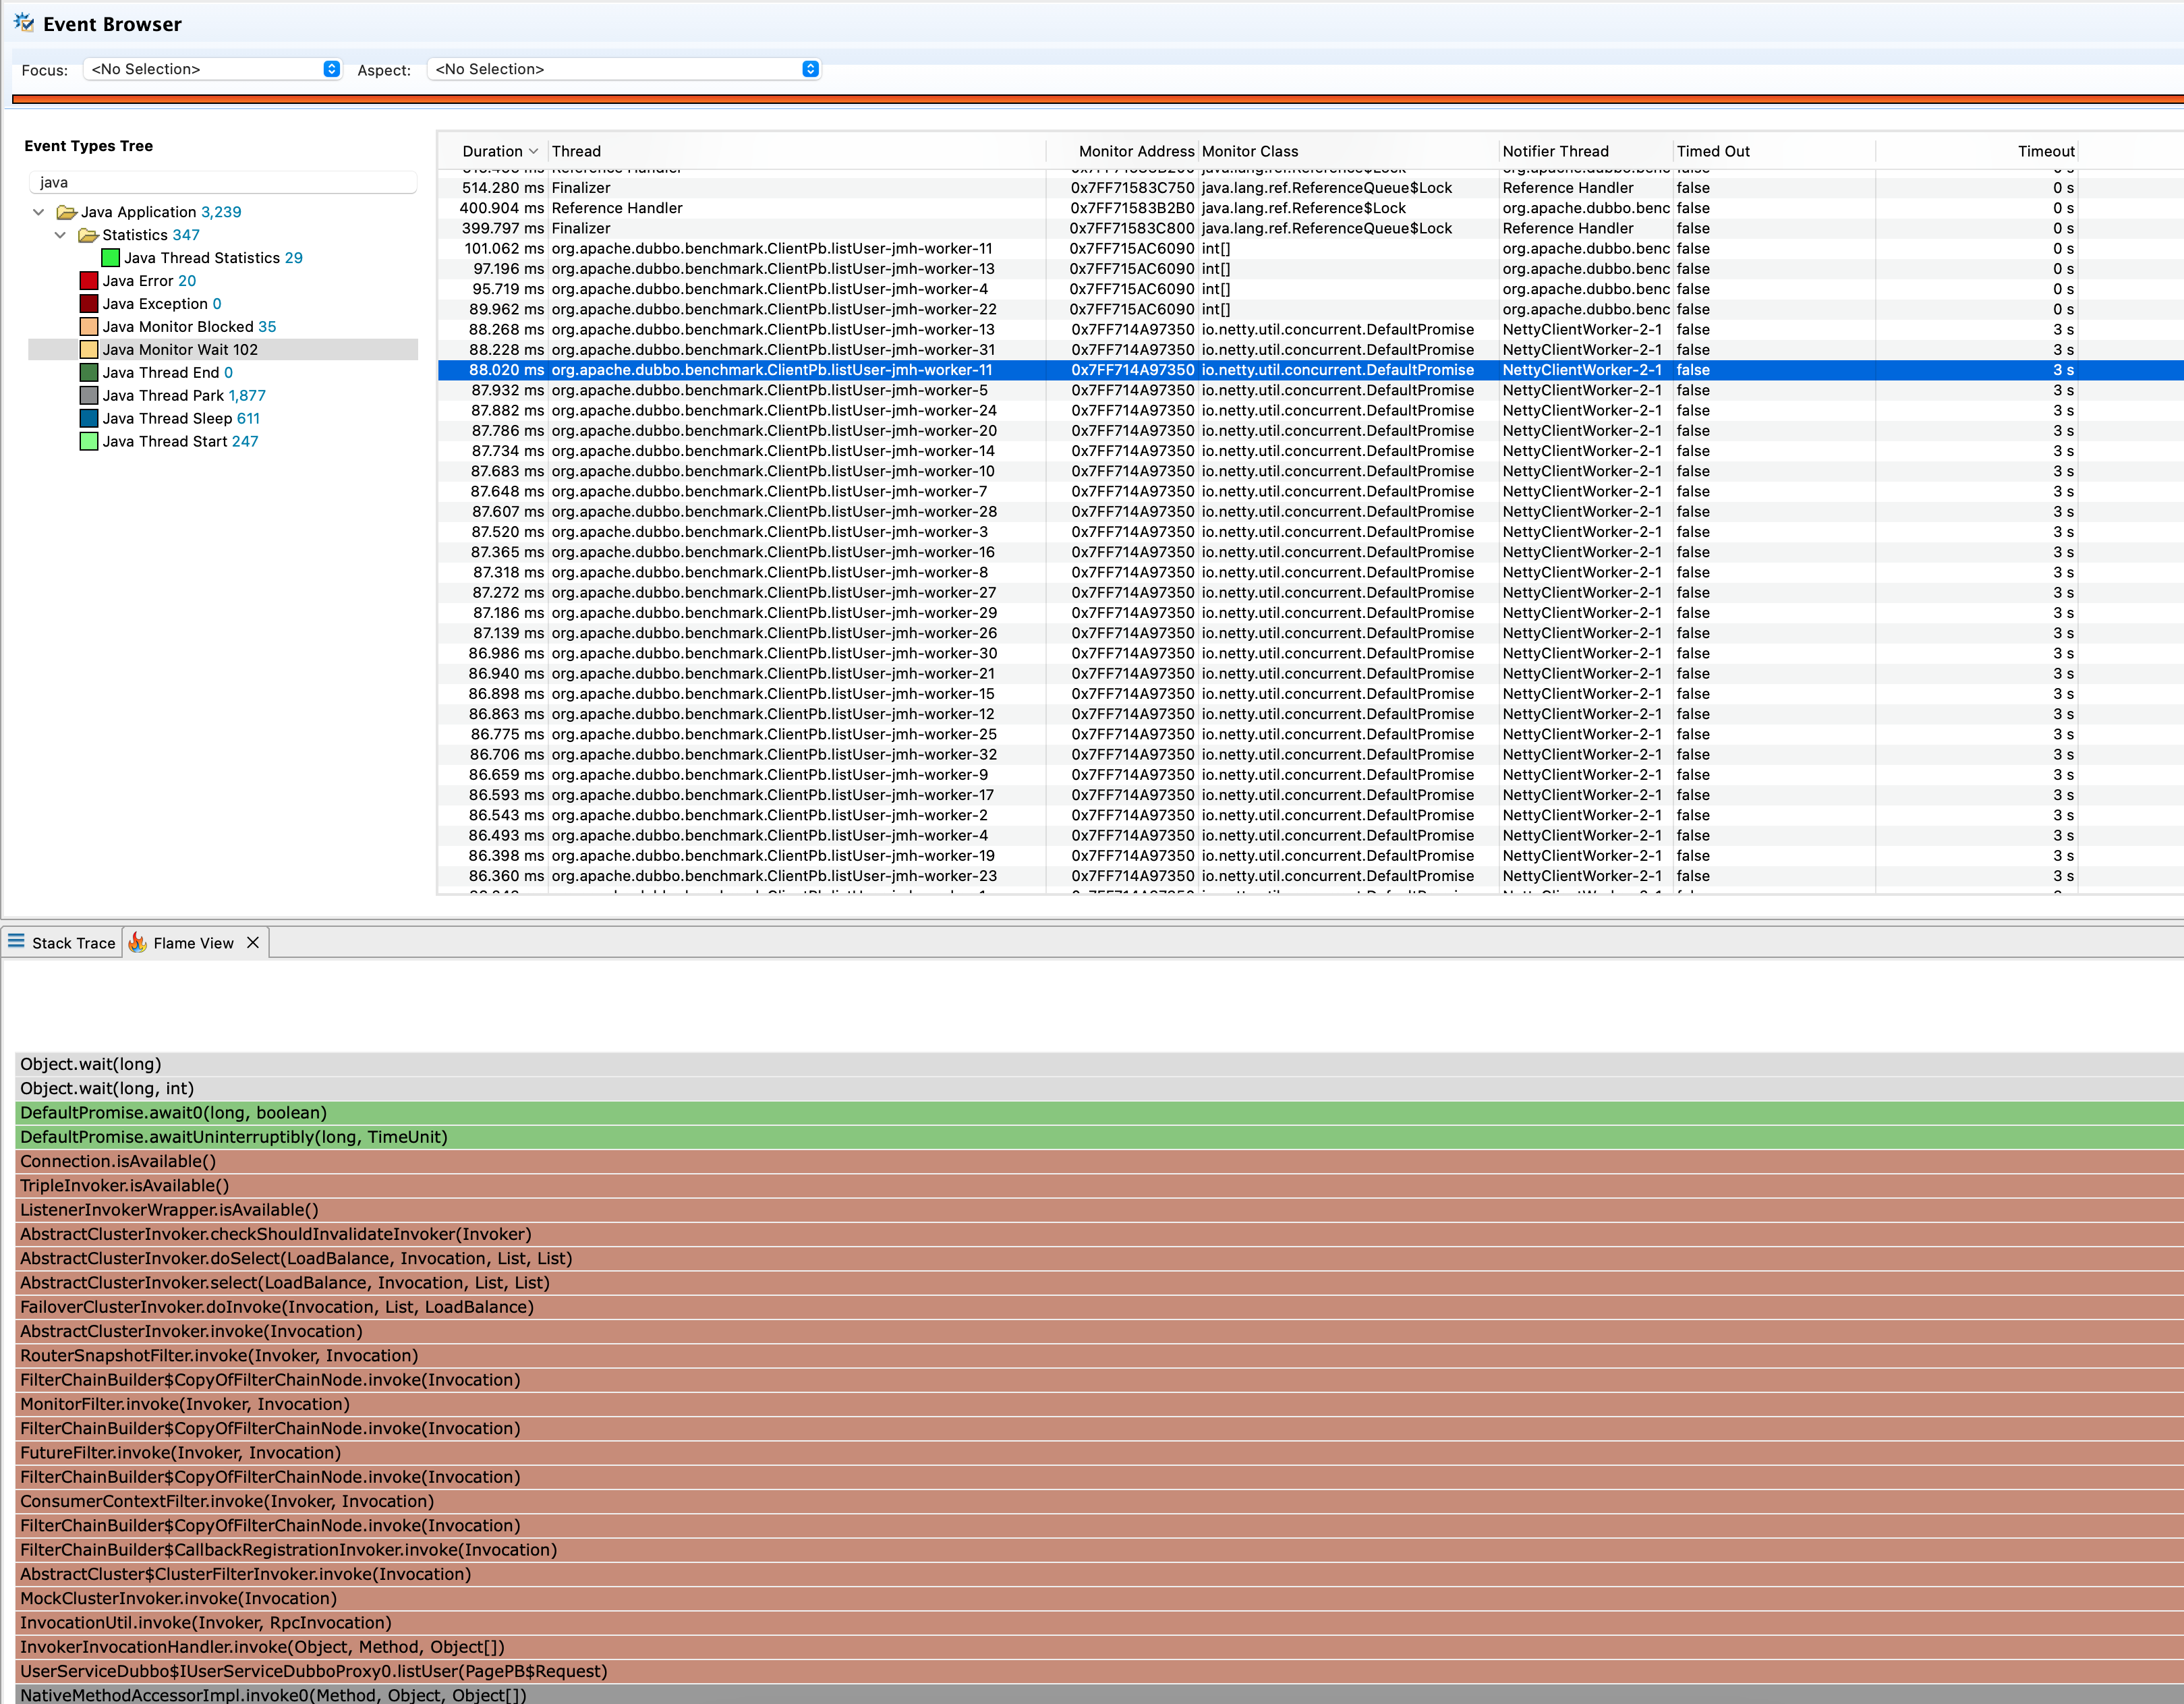 Event Browser
Focus: <No Selection> Aspect: <No Selection>
Event Types Tree
java
Java Application 3,239
Statistics 347
Java Thread Statistics 29
Java Error 20
Java Exception 0
Java Monitor Blocked 35
Java Monitor Wait 102
Java Thread End 0
Java Thread Park 1,877
Java Thread Sleep 611
Java Thread Start 247
Duration Thread Monitor Address Monitor Class Notifier Thread Timed Out Timeout
514.280 ms Finalizer 0x7FF71583C750 java.lang.ref.ReferenceQueue$Lock Reference Handler false 0 s
400.904 ms Reference Handler 0x7FF71583B2B0 java.lang.ref.Reference$Lock org.apache.dubbo.benc false 0 s
399.797 ms Finalizer 0x7FF71583C800 java.lang.ref.ReferenceQueue$Lock Reference Handler false 0 s
101.062 ms org.apache.dubbo.benchmark.ClientPb.listUser-jmh-worker-11 0x7FF715AC6090 int[] org.apache.dubbo.benc false 0 s
97.196 ms org.apache.dubbo.benchmark.ClientPb.listUser-jmh-worker-13 0x7FF715AC6090 int[] org.apache.dubbo.benc false 0 s
95.719 ms org.apache.dubbo.benchmark.ClientPb.listUser-jmh-worker-4 0x7FF715AC6090 int[] org.apache.dubbo.benc false 0 s
89.962 ms org.apache.dubbo.benchmark.ClientPb.listUser-jmh-worker-22 0x7FF715AC6090 int[] org.apache.dubbo.benc false 0 s
88.268 ms org.apache.dubbo.benchmark.ClientPb.listUser-jmh-worker-13 0x7FF714A97350 io.netty.util.concurrent.DefaultPromise NettyClientWorker-2-1 false 3 s
88.228 ms org.apache.dubbo.benchmark.ClientPb.listUser-jmh-worker-31 0x7FF714A97350 io.netty.util.concurrent.DefaultPromise NettyClientWorker-2-1 false 3 s
88.020 ms org.apache.dubbo.benchmark.ClientPb.listUser-jmh-worker-11 0x7FF714A97350 io.netty.util.concurrent.DefaultPromise NettyClientWorker-2-1 false 3 s
87.932 ms org.apache.dubbo.benchmark.ClientPb.listUser-jmh-worker-5 0x7FF714A97350 io.netty.util.concurrent.DefaultPromise NettyClientWorker-2-1 false 3 s
87.882 ms org.apache.dubbo.benchmark.ClientPb.listUser-jmh-worker-24 0x7FF714A97350 io.netty.util.concurrent.DefaultPromise NettyClientWorker-2-1 false 3 s
87.786 ms org.apache.dubbo.benchmark.ClientPb.listUser-jmh-worker-20 0x7FF714A97350 io.netty.util.concurrent.DefaultPromise NettyClientWorker-2-1 false 3 s
87.734 ms org.apache.dubbo.benchmark.ClientPb.listUser-jmh-worker-14 0x7FF714A97350 io.netty.util.concurrent.DefaultPromise NettyClientWorker-2-1 false 3 s
87.683 ms org.apache.dubbo.benchmark.ClientPb.listUser-jmh-worker-10 0x7FF714A97350 io.netty.util.concurrent.DefaultPromise NettyClientWorker-2-1 false 3 s
87.648 ms org.apache.dubbo.benchmark.ClientPb.listUser-jmh-worker-7 0x7FF714A97350 io.netty.util.concurrent.DefaultPromise NettyClientWorker-2-1 false 3 s
87.607 ms org.apache.dubbo.benchmark.ClientPb.listUser-jmh-worker-28 0x7FF714A97350 io.netty.util.concurrent.DefaultPromise NettyClientWorker-2-1 false 3 s
87.520 ms org.apache.dubbo.benchmark.ClientPb.listUser-jmh-worker-3 0x7FF714A97350 io.netty.util.concurrent.DefaultPromise NettyClientWorker-2-1 false 3 s
87.365 ms org.apache.dubbo.benchmark.ClientPb.listUser-jmh-worker-16 0x7FF714A97350 io.netty.util.concurrent.DefaultPromise NettyClientWorker-2-1 false 3 s
87.318 ms org.apache.dubbo.benchmark.ClientPb.listUser-jmh-worker-8 0x7FF714A97350 io.netty.util.concurrent.DefaultPromise NettyClientWorker-2-1 false 3 s
87.272 ms org.apache.dubbo.benchmark.ClientPb.listUser-jmh-worker-27 0x7FF714A97350 io.netty.util.concurrent.DefaultPromise NettyClientWorker-2-1 false 3 s
87.186 ms org.apache.dubbo.benchmark.ClientPb.listUser-jmh-worker-29 0x7FF714A97350 io.netty.util.concurrent.DefaultPromise NettyClientWorker-2-1 false 3 s
87.139 ms org.apache.dubbo.benchmark.ClientPb.listUser-jmh-worker-26 0x7FF714A97350 io.netty.util.concurrent.DefaultPromise NettyClientWorker-2-1 false 3 s
86.986 ms org.apache.dubbo.benchmark.ClientPb.listUser-jmh-worker-30 0x7FF714A97350 io.netty.util.concurrent.DefaultPromise NettyClientWorker-2-1 false 3 s
86.940 ms org.apache.dubbo.benchmark.ClientPb.listUser-jmh-worker-21 0x7FF714A97350 io.netty.util.concurrent.DefaultPromise NettyClientWorker-2-1 false 3 s
86.898 ms org.apache.dubbo.benchmark.ClientPb.listUser-jmh-worker-15 0x7FF714A97350 io.netty.util.concurrent.DefaultPromise NettyClientWorker-2-1 false 3 s
86.863 ms org.apache.dubbo.benchmark.ClientPb.listUser-jmh-worker-12 0x7FF714A97350 io.netty.util.concurrent.DefaultPromise NettyClientWorker-2-1 false 3 s
86.775 ms org.apache.dubbo.benchmark.ClientPb.listUser-jmh-worker-25 0x7FF714A97350 io.netty.util.concurrent.DefaultPromise NettyClientWorker-2-1 false 3 s
86.706 ms org.apache.dubbo.benchmark.ClientPb.listUser-jmh-worker-32 0x7FF714A97350 io.netty.util.concurrent.DefaultPromise NettyClientWorker-2-1 false 3 s
86.659 ms org.apache.dubbo.benchmark.ClientPb.listUser-jmh-worker-9 0x7FF714A97350 io.netty.util.concurrent.DefaultPromise NettyClientWorker-2-1 false 3 s
86.593 ms org.apache.dubbo.benchmark.ClientPb.listUser-jmh-worker-17 0x7FF714A97350 io.netty.util.concurrent.DefaultPromise NettyClientWorker-2-1 false 3 s
86.543 ms org.apache.dubbo.benchmark.ClientPb.listUser-jmh-worker-2 0x7FF714A97350 io.netty.util.concurrent.DefaultPromise NettyClientWorker-2-1 false 3 s
86.493 ms org.apache.dubbo.benchmark.ClientPb.listUser-jmh-worker-4 0x7FF714A97350 io.netty.util.concurrent.DefaultPromise NettyClientWorker-2-1 false 3 s
86.398 ms org.apache.dubbo.benchmark.ClientPb.listUser-jmh-worker-19 0x7FF714A97350 io.netty.util.concurrent.DefaultPromise NettyClientWorker-2-1 false 3 s
86.360 ms org.apache.dubbo.benchmark.ClientPb.listUser-jmh-worker-23 0x7FF714A97350 io.netty.util.concurrent.DefaultPromise NettyClientWorker-2-1 false 3 s
Stack Trace Flame View
Object.wait(long)
Object.wait(long, int)
DefaultPromise.await0(long, boolean)
DefaultPromise.awaitUninterruptibly(long, TimeUnit)
Connection.isAvailable()
TripleInvoker.isAvailable()
ListenerInvokerWrapper.isAvailable()
AbstractClusterInvoker.checkShouldInvalidateInvoker(Invoker)
AbstractClusterInvoker.doSelect(LoadBalance, Invocation, List, List)
AbstractClusterInvoker.select(LoadBalance, Invocation, List, List)
FailoverClusterInvoker.doInvoke(Invocation, List, LoadBalance)
AbstractClusterInvoker.invoke(Invocation)
RouterSnapshotFilter.invoke(Invoker, Invocation)
FilterChainBuilder$CopyOfFilterChainNode.invoke(Invocation)
MonitorFilter.invoke(Invoker, Invocation)
FilterChainBuilder$CopyOfFilterChainNode.invoke(Invocation)
FutureFilter.invoke(Invoker, Invocation)
FilterChainBuilder$CopyOfFilterChainNode.invoke(Invocation)
ConsumerContextFilter.invoke(Invoker, Invocation)
FilterChainBuilder$CopyOfFilterChainNode.invoke(Invocation)
FilterChainBuilder$CallbackRegistrationInvoker.invoke(Invocation)
AbstractCluster$ClusterFilterInvoker.invoke(Invocation)
MockClusterInvoker.invoke(Invocation)
InvocationUtil.invoke(Invoker, RpcInvocation)
InvokerInvocationHandler.invoke(Object, Method, Object[])
UserServiceDubbo$IUserServiceDubboProxy0.listUser(PagePB$Request)
NativeMethodAccessorImpl.invoke0(Method, Object, Object[])